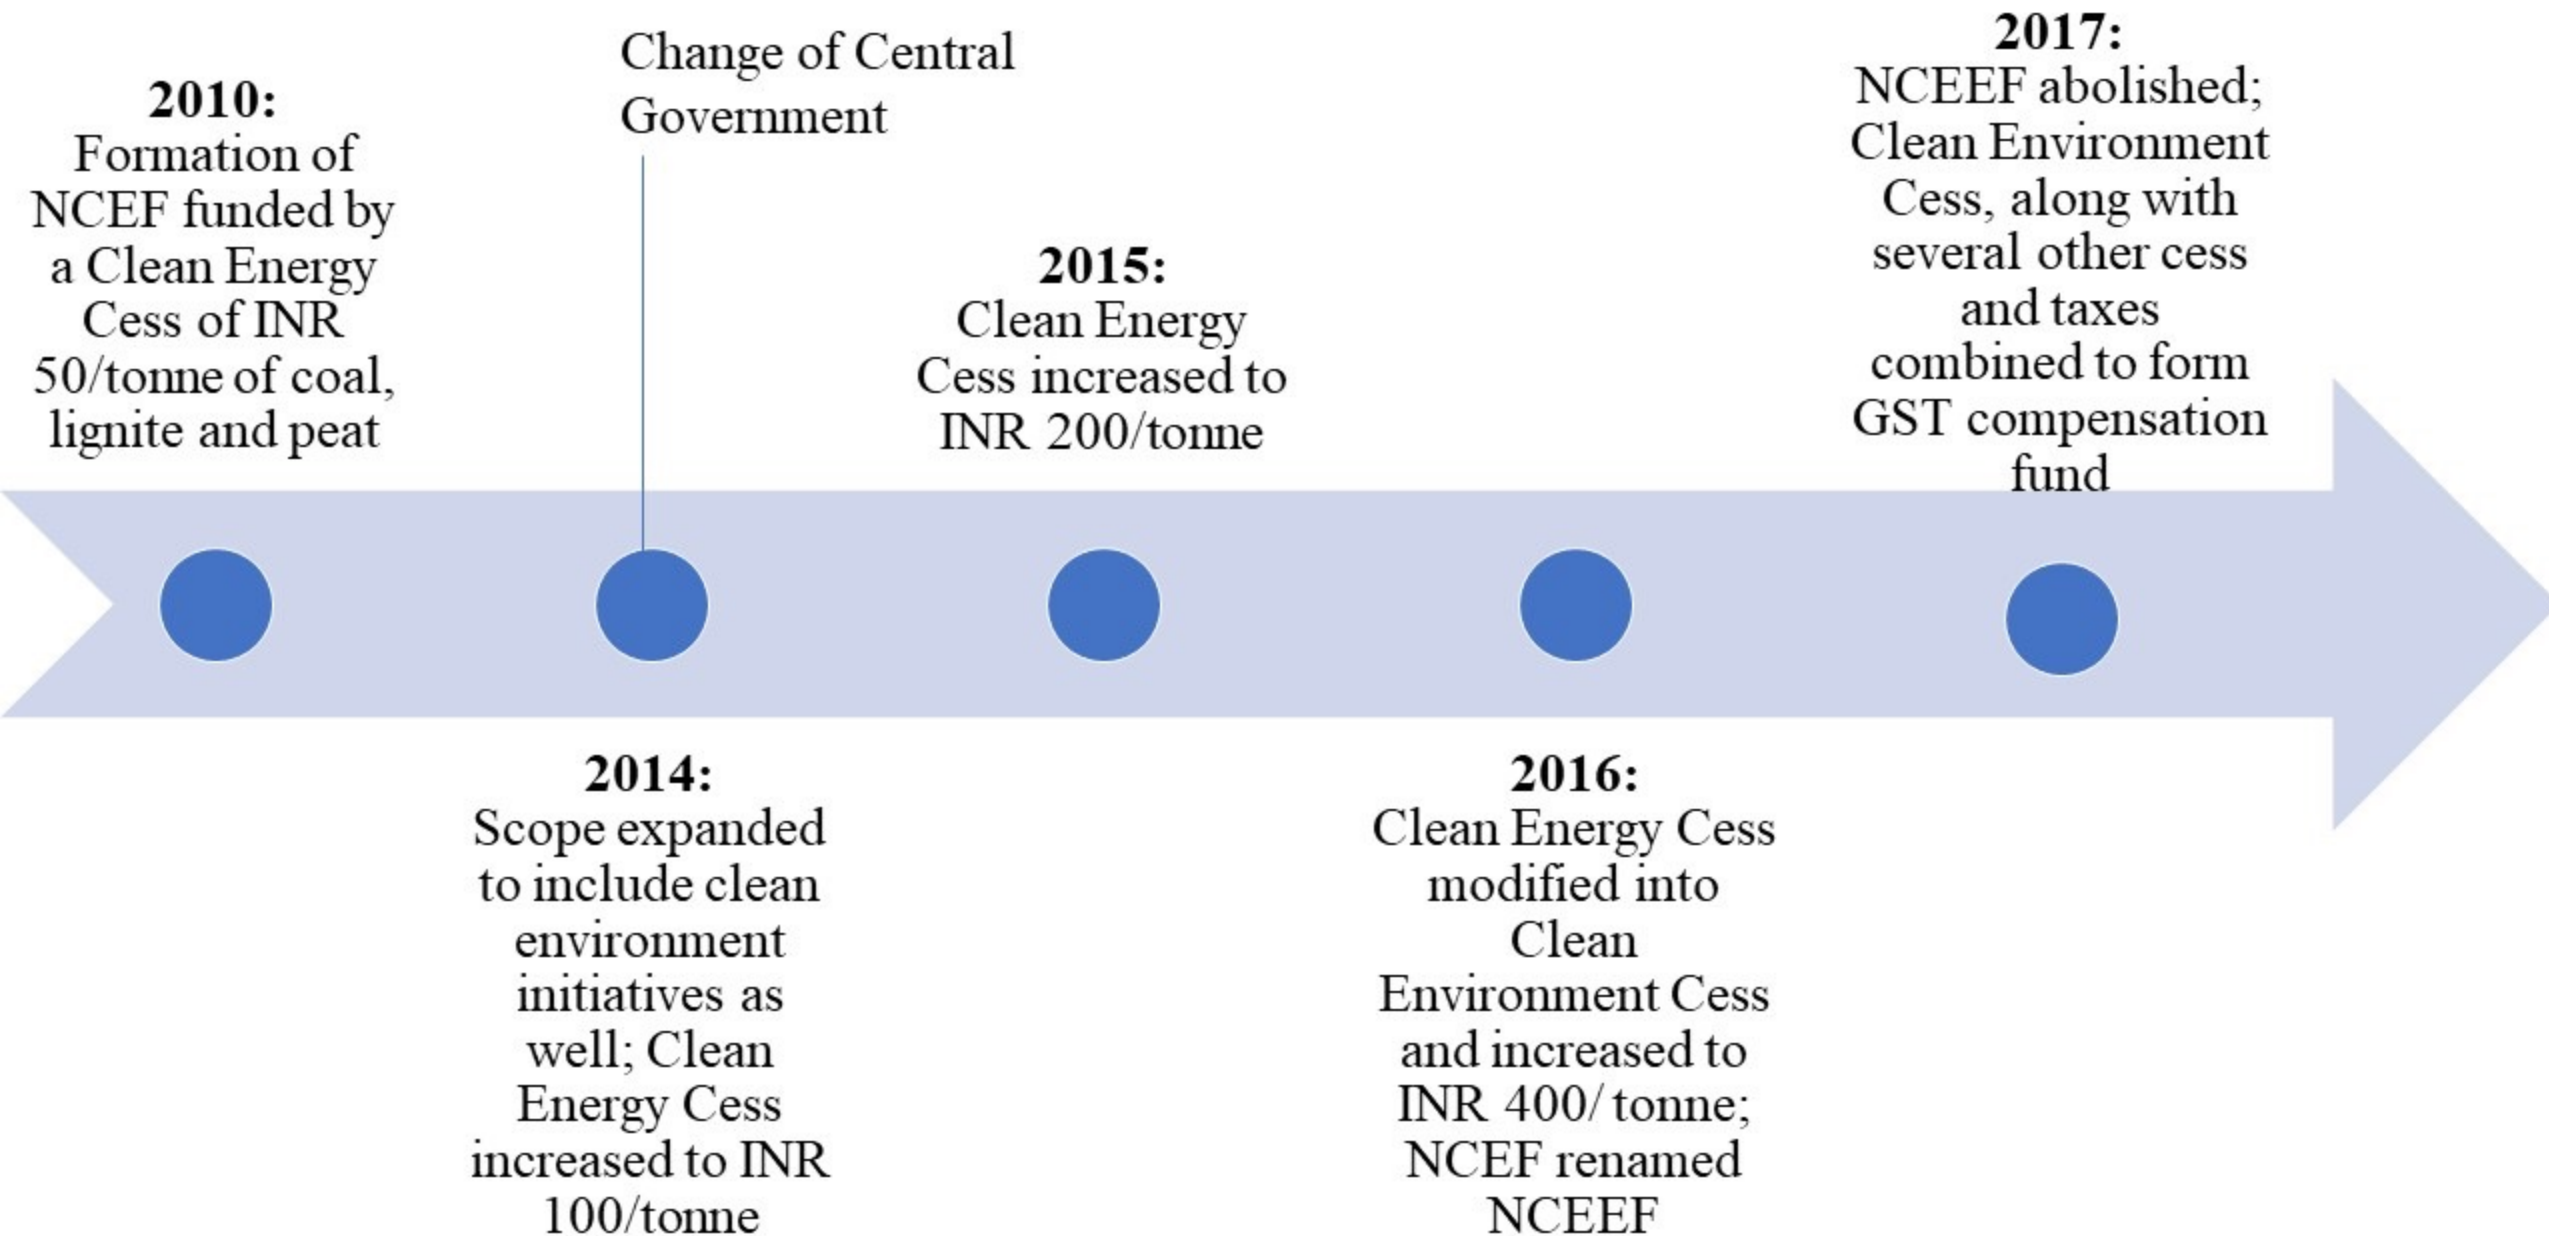 2010:
Formation of
NCEF funded by
a Clean Energy
Cess of INR
50/tonne of coal,
lignite and peat
Change of Central
Government
2014:
Scope expanded
to include clean
environment
initiatives as
well; Clean
Energy Cess
increased to INR
100/tonne
2015:
Clean Energy
Cess increased to
INR 200/tonne
2016:
Clean Energy Cess
modified into
Clean
Environment Cess
and increased to
INR 400/ tonne;
NCEF renamed
NCEEF
2017:
NCEEF abolished;
Clean Environment
Cess, along with
several other cess
and taxes
combined to form
GST compensation
fund